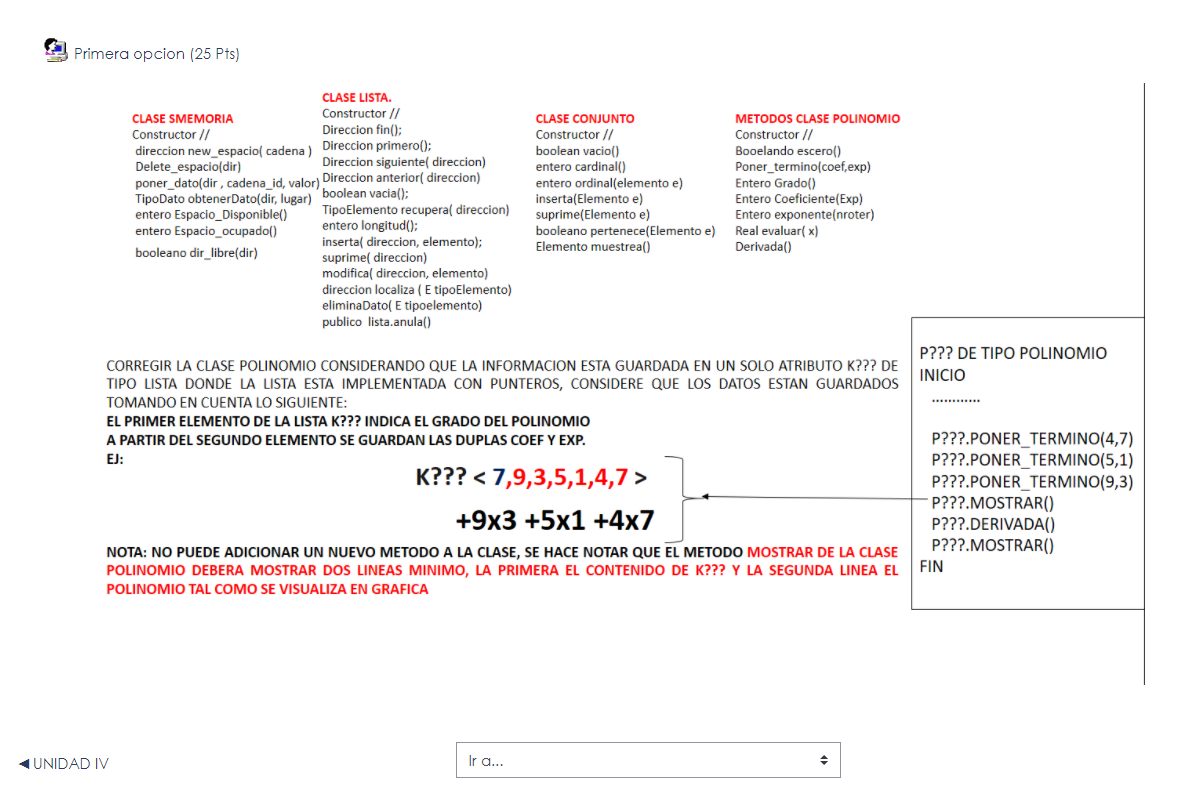 Primera opcion (25 Pts)
CLASE SMEMORIA
Constructor //
direccion new_espacio( cadena )
Delete_espacio(dir)
poner_dato(dir , cadena_id, valor)
TipoDato obtenerDato(dir, lugar)
entero Espacio_Disponible()
entero Espacio_ocupado()
booleano dir_libre(dir)
CLASE LISTA.
Constructor //
Direccion fin();
Direccion primero();
Direccion siguiente( direccion)
Direccion anterior( direccion)
boolean vacia();
TipoElemento recupera( direccion)
entero longitud();
inserta( direccion, elemento);
suprime( direccion)
modifica( direccion, elemento)
direccion localiza ( E tipoElemento)
eliminaDato( E tipoelemento)
publico lista.anula()
CLASE CONJUNTO
Constructor //
boolean vacio()
entero cardinal()
entero ordinal(elemento e)
inserta(Elemento e)
suprime(Elemento e)
booleano pertenece(Elemento e)
Elemento muestrea()
METODOS CLASE POLINOMIO
Constructor //
Booelando escero()
Poner_termino(coef,exp)
Entero Grado()
Entero Coeficiente(Exp)
Entero exponente(nroter)
Real evaluar( x)
Derivada()
CORREGIR LA CLASE POLINOMIO CONSIDERANDO QUE LA INFORMACION ESTA GUARDADA EN UN SOLO ATRIBUTO K??? DE
TIPO LISTA DONDE LA LISTA ESTA IMPLEMENTADA CON PUNTEROS, CONSIDERE QUE LOS DATOS ESTAN GUARDADOS
TOMANDO EN CUENTA LO SIGUIENTE:
EL PRIMER ELEMENTO DE LA LISTA K??? INDICA EL GRADO DEL POLINOMIO
A PARTIR DEL SEGUNDO ELEMENTO SE GUARDAN LAS DUPLAS COEF Y EXP.
EJ:
K??? < 7,9,3,5,1,4,7 >
+9x3 +5x1 +4x7
NOTA: NO PUEDE ADICIONAR UN NUEVO METODO A LA CLASE, SE HACE NOTAR QUE EL METODO MOSTRAR DE LA CLASE
POLINOMIO DEBERA MOSTRAR DOS LINEAS MINIMO, LA PRIMERA EL CONTENIDO DE K??? Y LA SEGUNDA LINEA EL
POLINOMIO TAL COMO SE VISUALIZA EN GRAFICA
P??? DE TIPO POLINOMIO
INICIO
............
P???.PONER_TERMINO(4,7)
P???.PONER_TERMINO(5,1)
P???.PONER_TERMINO(9,3)
P???.MOSTRAR()
P???.DERIVADA()
P???.MOSTRAR()
FIN
◄ UNIDAD IV
Ir a...